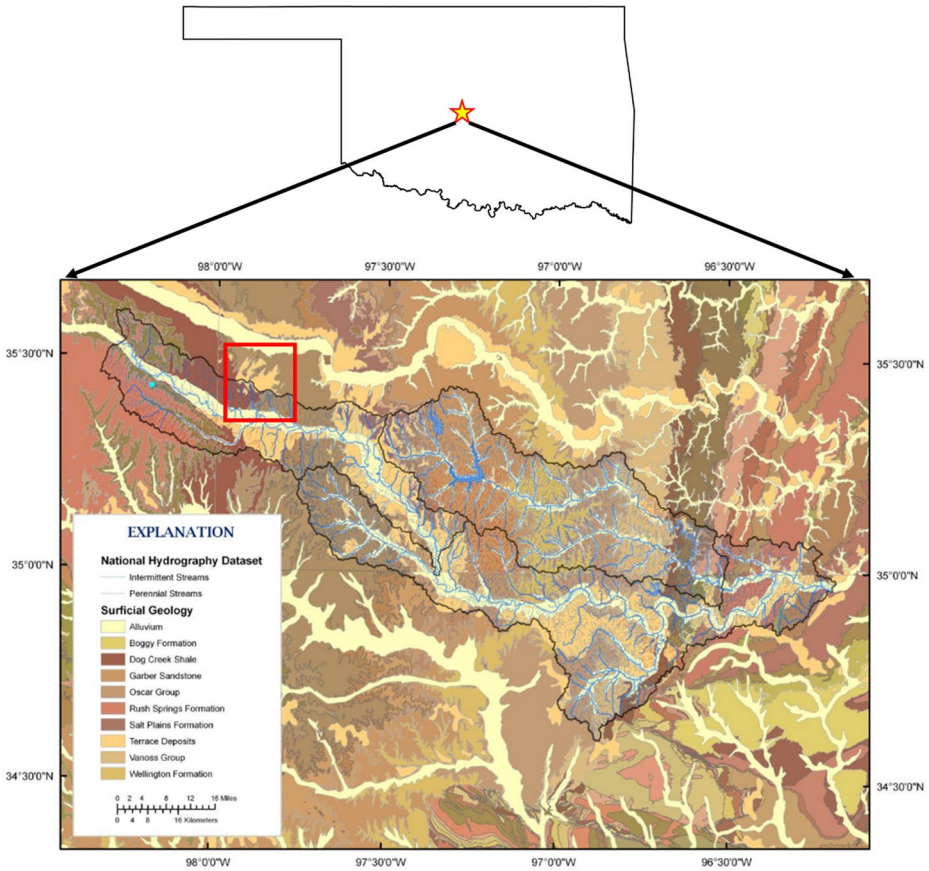 98°0'0"W 97°30'0"W 97°0'0"W 96°30'0"W
35°30'0"N 35°30'0"N
35°0'0"N 35°0'0"N
34°30'0"N 34°30'0"N
EXPLANATION
National Hydrography Dataset
Intermittent Streams
Perennial Streams
Surficial Geology
Alluvium
Boggy Formation
Dog Creek Shale
Garber Sandstone
Oscar Group
Rush Springs Formation
Salt Plains Formation
Terrace Deposits
Vanoss Group
Wellington Formation
0 2 4 8 12 16 Miles
0 4 8 16 Kilometers
98°0'0"W 97°30'0"W 97°0'0"W 96°30'0"W